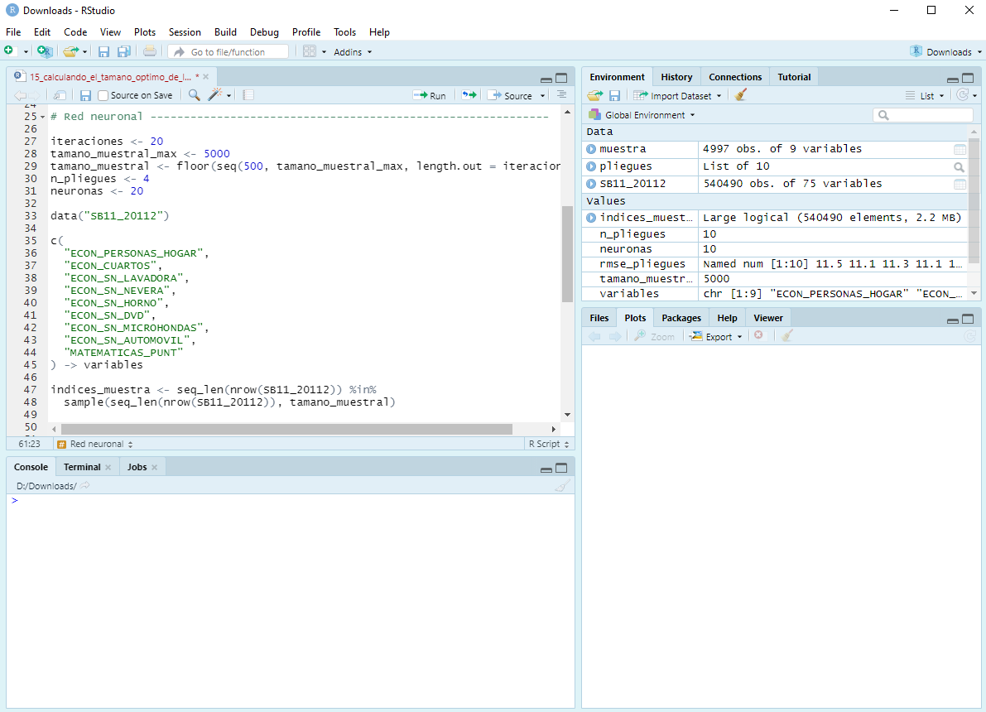 Downloads - RStudio
File Edit Code View Plots Session Build Debug Profile Tools Help
Go to file/function Addins Downloads
15_calculando_el_tamano_optimo_de_l... *
Source on Save Run Source
24
25 # Red neuronal ------------------------------------------------------------
26
27 iteraciones <- 20
28 tamano_muestral_max <- 5000
29 tamano_muestral <- floor(seq(500, tamano_muestral_max, length.out = iteracion
30 n_pliegues <- 4
31 neuronas <- 20
32
33 data("SB11_20112")
34
35 c(
36 "ECON_PERSONAS_HOGAR",
37 "ECON_CUARTOS",
38 "ECON_SN_LAVADORA",
39 "ECON_SN_NEVERA",
40 "ECON_SN_HORNO",
41 "ECON_SN_DVD",
42 "ECON_SN_MICROHONDAS",
43 "ECON_SN_AUTOMOVIL",
44 "MATEMATICAS_PUNT"
45 ) -> variables
46
47 indices_muestra <- seq_len(nrow(SB11_20112)) %in%
48 sample(seq_len(nrow(SB11_20112)), tamano_muestral)
49
50
61:23 # Red neuronal R Script
Console Terminal Jobs
D:/Downloads/
>
Environment History Connections Tutorial
Import Dataset List
Global Environment
Data
muestra 4997 obs. of 9 variables
pliegues List of 10
SB11_20112 540490 obs. of 75 variables
Values
indices_muest... Large logical (540490 elements, 2.2 MB)
n_pliegues 10
neuronas 10
rmse_pliegues Named num [1:10] 11.5 11.1 11.3 11.1 1...
tamano_muestr... 5000
variables chr [1:9] "ECON_PERSONAS_HOGAR" "ECON_...
Files Plots Packages Help Viewer
Zoom Export